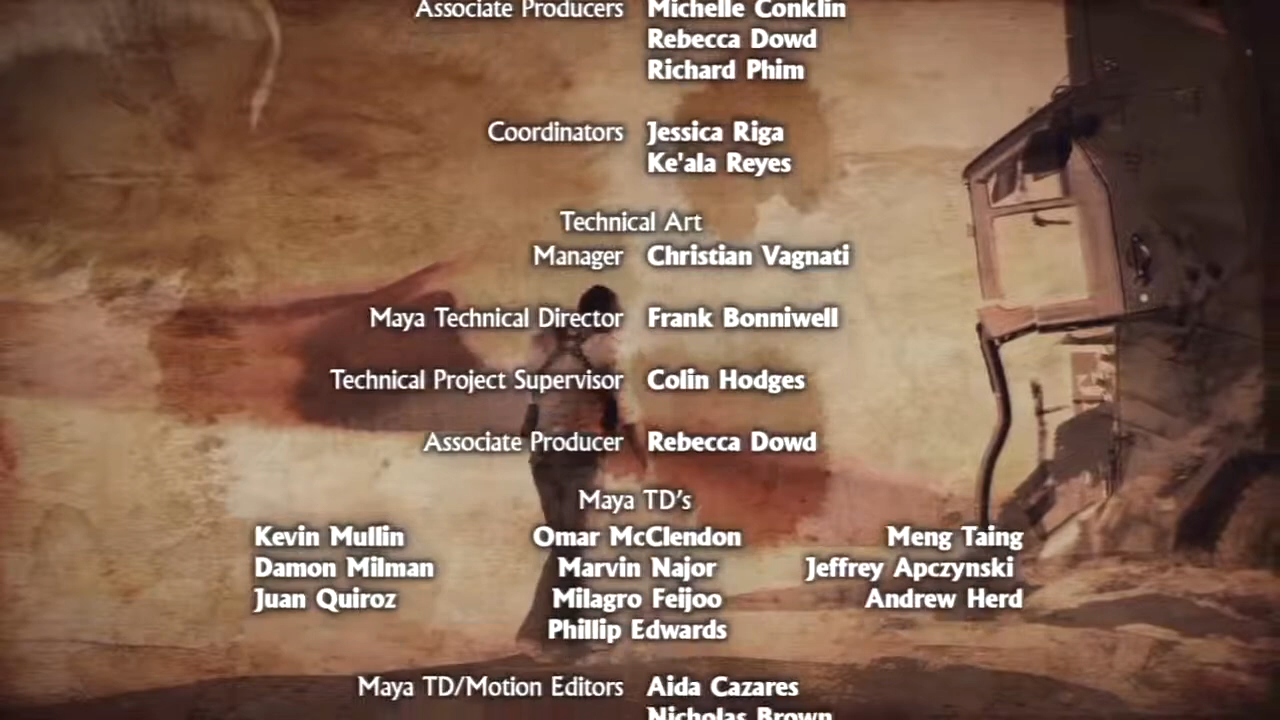 Associate Producers Michelle Conklin
Rebecca Dowd
Richard Phim
Coordinators Jessica Riga
Ke'ala Reyes
Technical Art
Manager Christian Vagnati
Maya Technical Director Frank Bonniwell
Technical Project Supervisor Colin Hodges
Associate Producer Rebecca Dowd
Maya TD's
Kevin Mullin Omar McClendon Meng Taing
Damon Milman Marvin Najor Jeffrey Apczynski
Juan Quiroz Milagro Feijoo Andrew Herd
Phillip Edwards
Maya TD/Motion Editors Aida Cazares
Nicholas Brown